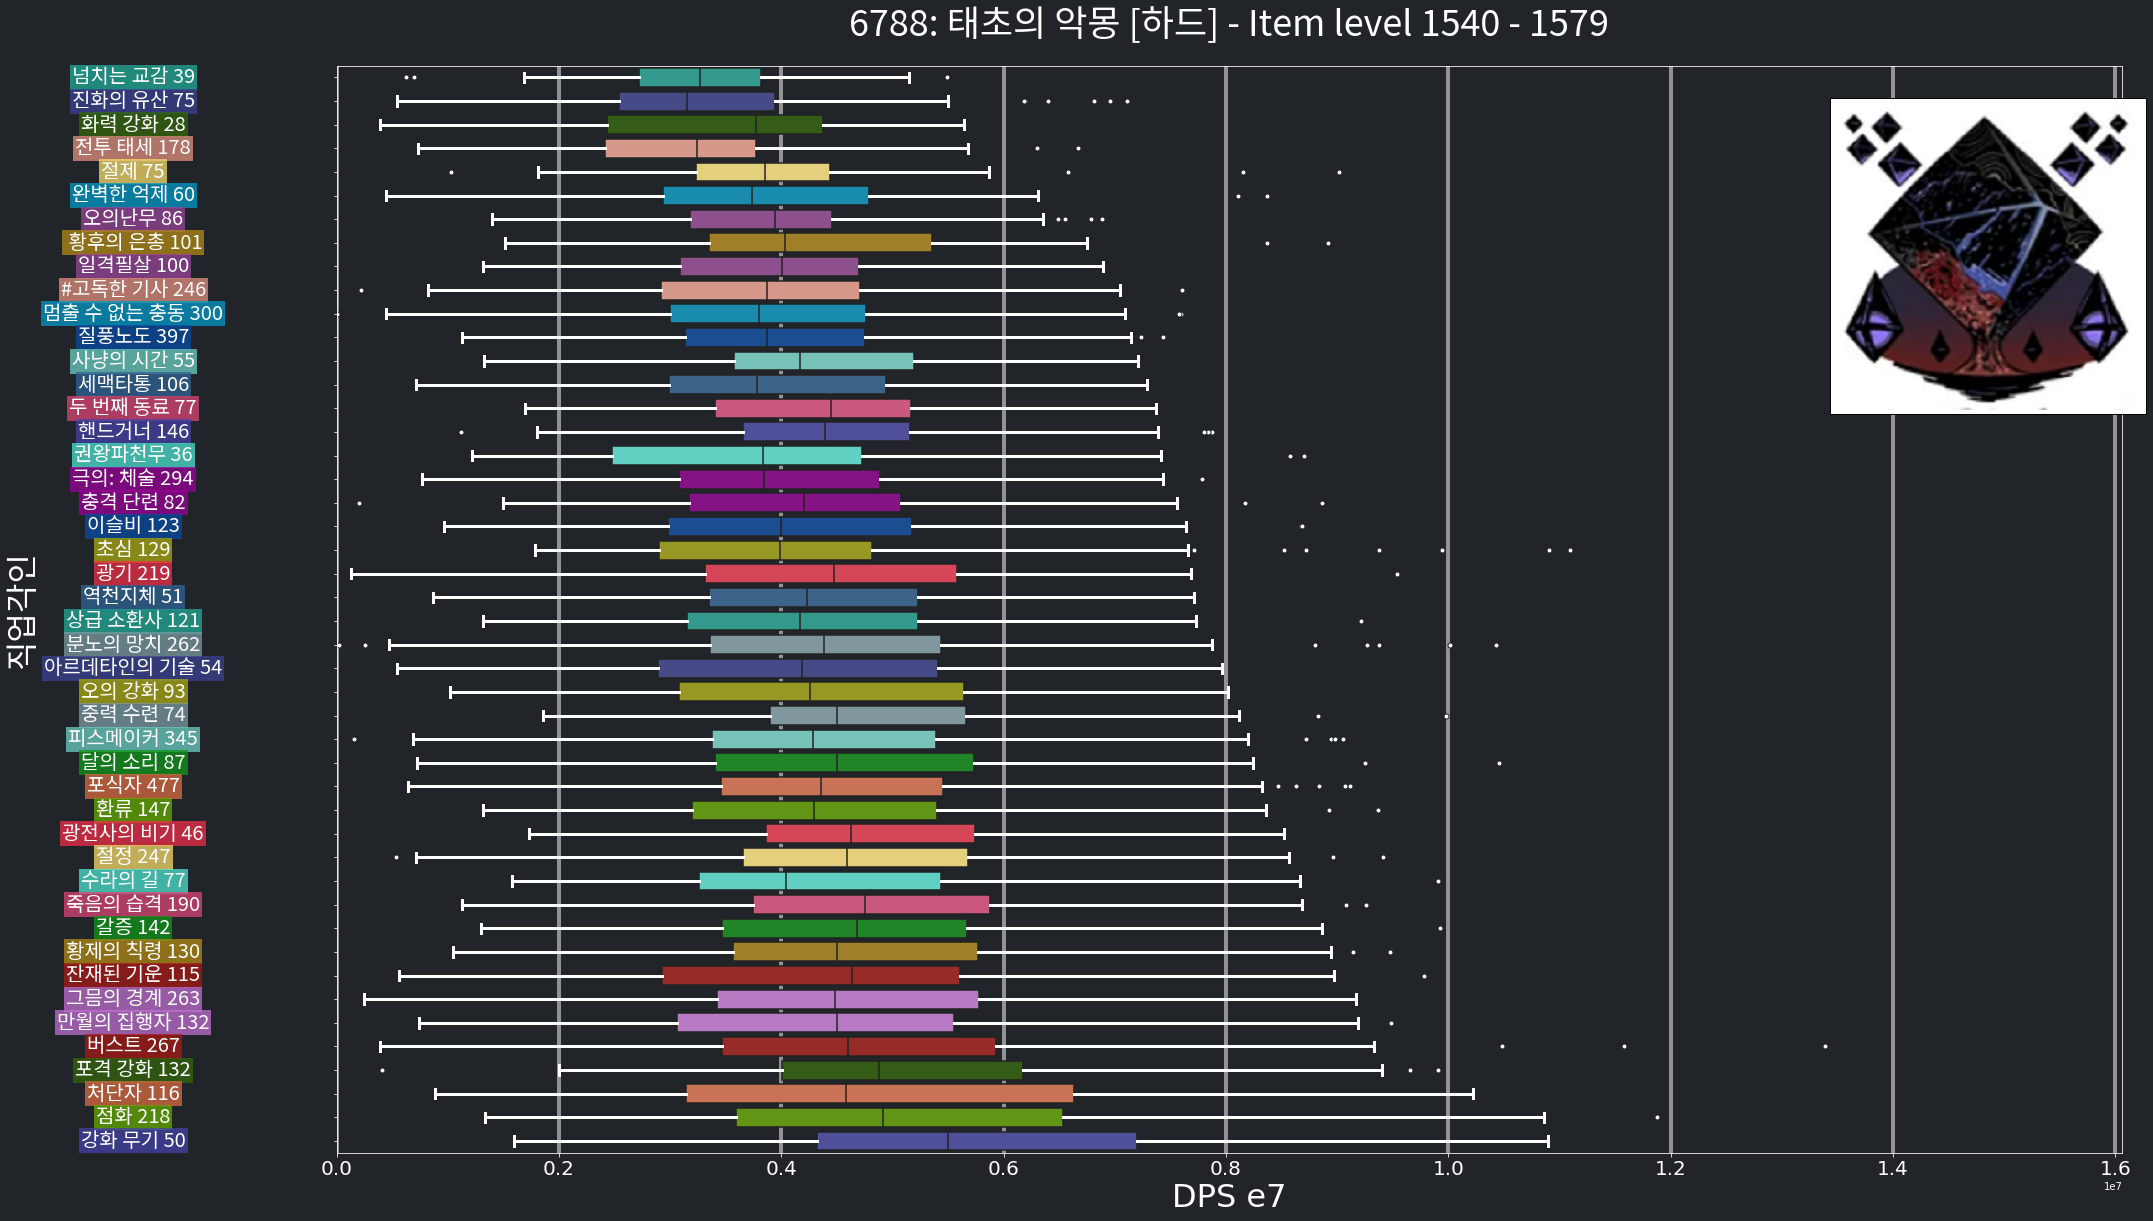 6788: 태초의 악몽 [하드] - Item level 1540 - 1579
넘치는 교감 39
진화의 유산 75
화력 강화 28
전투 태세 178
절제 75
완벽한 억제 60
오의난무 86
황후의 은총 101
일격필살 100
#고독한 기사 246
멈출 수 없는 충동 300
질풍노도 397
사냥의 시간 55
세맥타통 106
두 번째 동료 77
핸드거너 146
권왕파천무 36
극의: 체술 294
충격 단련 82
이슬비 123
초심 129
광기 219
역천지체 51
상급 소환사 121
분노의 망치 262
아르데타인의 기술 54
오의 강화 93
중력 수련 74
피스메이커 345
달의 소리 87
포식자 477
환류 147
광전사의 비기 46
절정 247
수라의 길 77
죽음의 습격 190
갈증 142
황제의 칙령 130
잔재된 기운 115
그믐의 경계 263
만월의 집행자 132
버스트 267
포격 강화 132
처단자 116
점화 218
강화 무기 50
직업각인
0.0 0.2 0.4 0.6 0.8 1.0 1.2 1.4 1.6
1e7
DPS e7